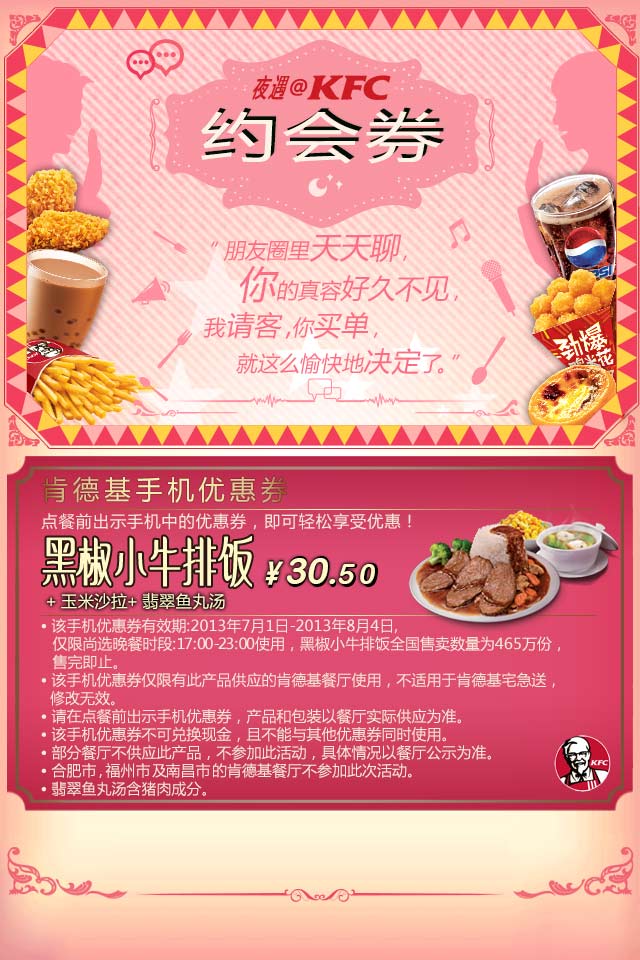 夜遇@KFC
约会券
“朋友圈里天天聊,
你的真容好久不见,
我请客,你买单,
就这么愉快地决定了。”
劲爆
肯德基手机优惠券
点餐前出示手机中的优惠券，即可轻松享受优惠！
黑椒小牛排饭 ¥30.50
+ 玉米沙拉+ 翡翠鱼丸汤
• 该手机优惠券有效期:2013年7月1日-2013年8月4日,
仅限尚选晚餐时段:17:00-23:00使用，黑椒小牛排饭全国售卖数量为465万份，
售完即止。
• 该手机优惠券仅限有此产品供应的肯德基餐厅使用，不适用于肯德基宅急送，
修改无效。
• 请在点餐前出示手机优惠券，产品和包装以餐厅实际供应为准。
• 该手机优惠券不可兑换现金，且不能与其他优惠券同时使用。
• 部分餐厅不供应此产品，不参加此活动，具体情况以餐厅公示为准。
• 合肥市,福州市及南昌市的肯德基餐厅不参加此次活动。
• 翡翠鱼丸汤含猪肉成分。
KFC